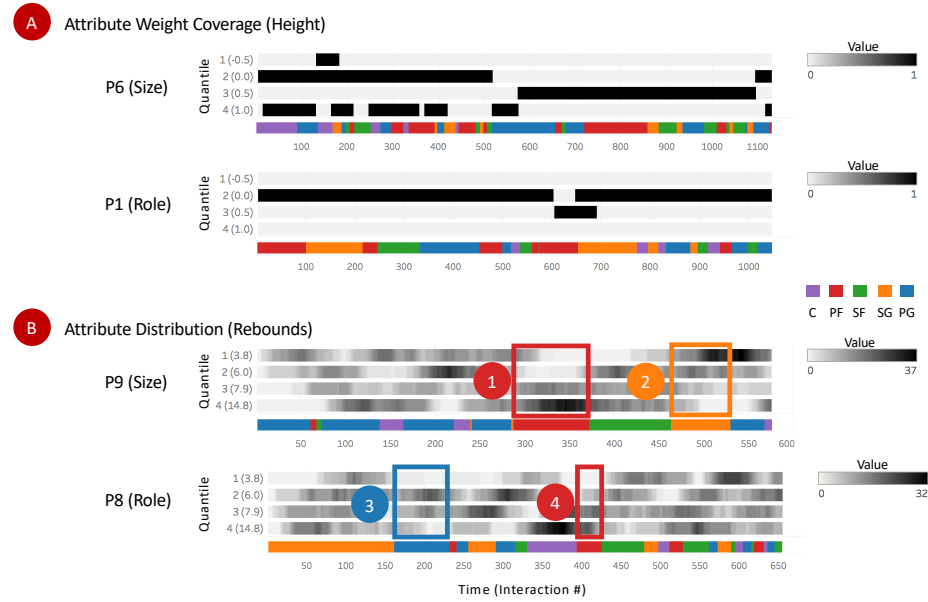 A Attribute Weight Coverage (Height)
P6 (Size)
Quantile
1 (-0.5)
2 (0.0)
3 (0.5)
4 (1.0)
100 200 300 400 500 600 700 800 900 1000 1100
Value
0 1
P1 (Role)
Quantile
1 (-0.5)
2 (0.0)
3 (0.5)
4 (1.0)
100 200 300 400 500 600 700 800 900 1000
Value
0 1
C PF SF SG PG
B Attribute Distribution (Rebounds)
P9 (Size)
Quantile
1 (3.8)
2 (6.0)
3 (7.9)
4 (14.8)
1
2
50 100 150 200 250 300 350 400 450 500 550 600
Value
0 37
P8 (Role)
Quantile
1 (3.8)
2 (6.0)
3 (7.9)
4 (14.8)
3
4
50 100 150 200 250 300 350 400 450 500 550 600 650
Value
0 32
Time (Interaction #)